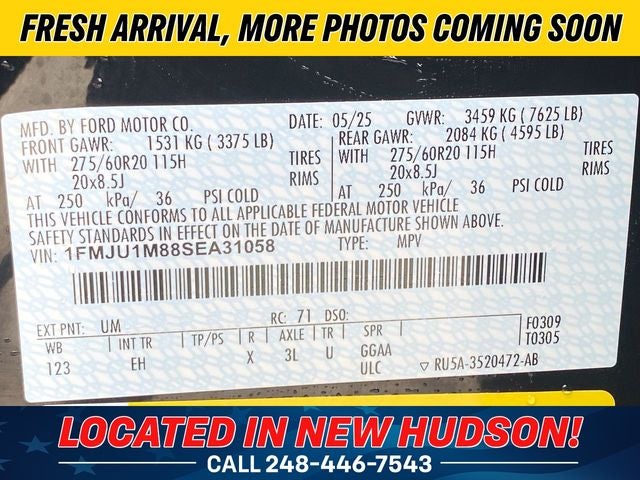 FRESH ARRIVAL, MORE PHOTOS COMING SOON
MFD. BY FORD MOTOR CO. DATE: 05/25 GVWR: 3459 KG ( 7625 LB)
FRONT GAWR: 1531 KG ( 3375 LB) REAR GAWR: 2084 KG ( 4595 LB)
WITH 275/60R20 115H TIRES WITH 275/60R20 115H TIRES
20x8.5J RIMS 20x8.5J RIMS
AT 250 kPa/ 36 PSI COLD AT 250 kPa/ 36 PSI COLD
THIS VEHICLE CONFORMS TO ALL APPLICABLE FEDERAL MOTOR VEHICLE
SAFETY STANDARDS IN EFFECT ON THE DATE OF MANUFACTURE SHOWN ABOVE.
VIN: 1FMJU1M88SEA31058 TYPE: MPV
EXT PNT: UM RC: 71 DSO:
WB INT TR TP/PS R AXLE TR SPR F0309
123 EH X 3L U GGAA T0305
ULC ▽ RU5A-3520472-AB
LOCATED IN NEW HUDSON!
CALL 248-446-7543